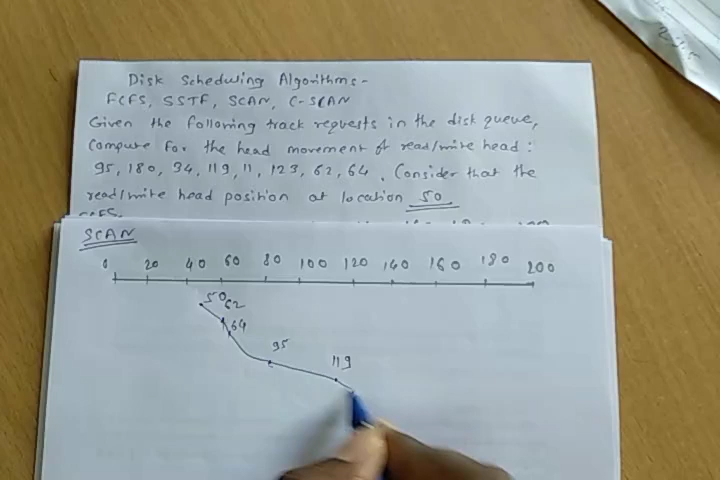 Disk Scheduling Algorithms-
FCFS, SSTF, SCAN, C-SCAN
Given the following track requests in the disk queue,
compute for the head movement of read/write head:
95, 180, 34, 119, 11, 123, 62, 64. Consider that the
read/write head position at location 50
SCAN
0 20 40 60 80 100 120 140 160 180 200
50 62
64
95
119